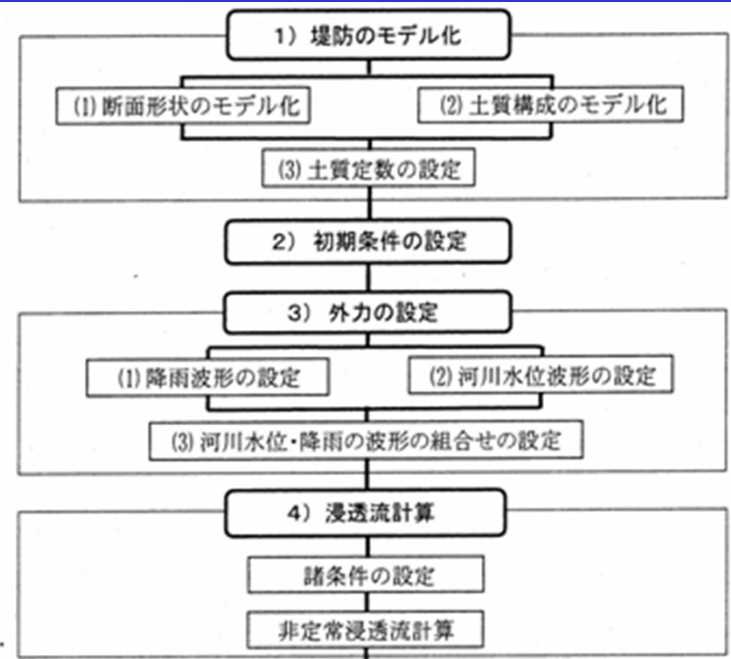 1）堤防のモデル化
(1)断面形状のモデル化
(2)土質構成のモデル化
(3)土質定数の設定
2）初期条件の設定
3）外力の設定
(1)降雨波形の設定
(2)河川水位波形の設定
(3)河川水位・降雨の波形の組合せの設定
4）浸透流計算
諸条件の設定
非定常浸透流計算